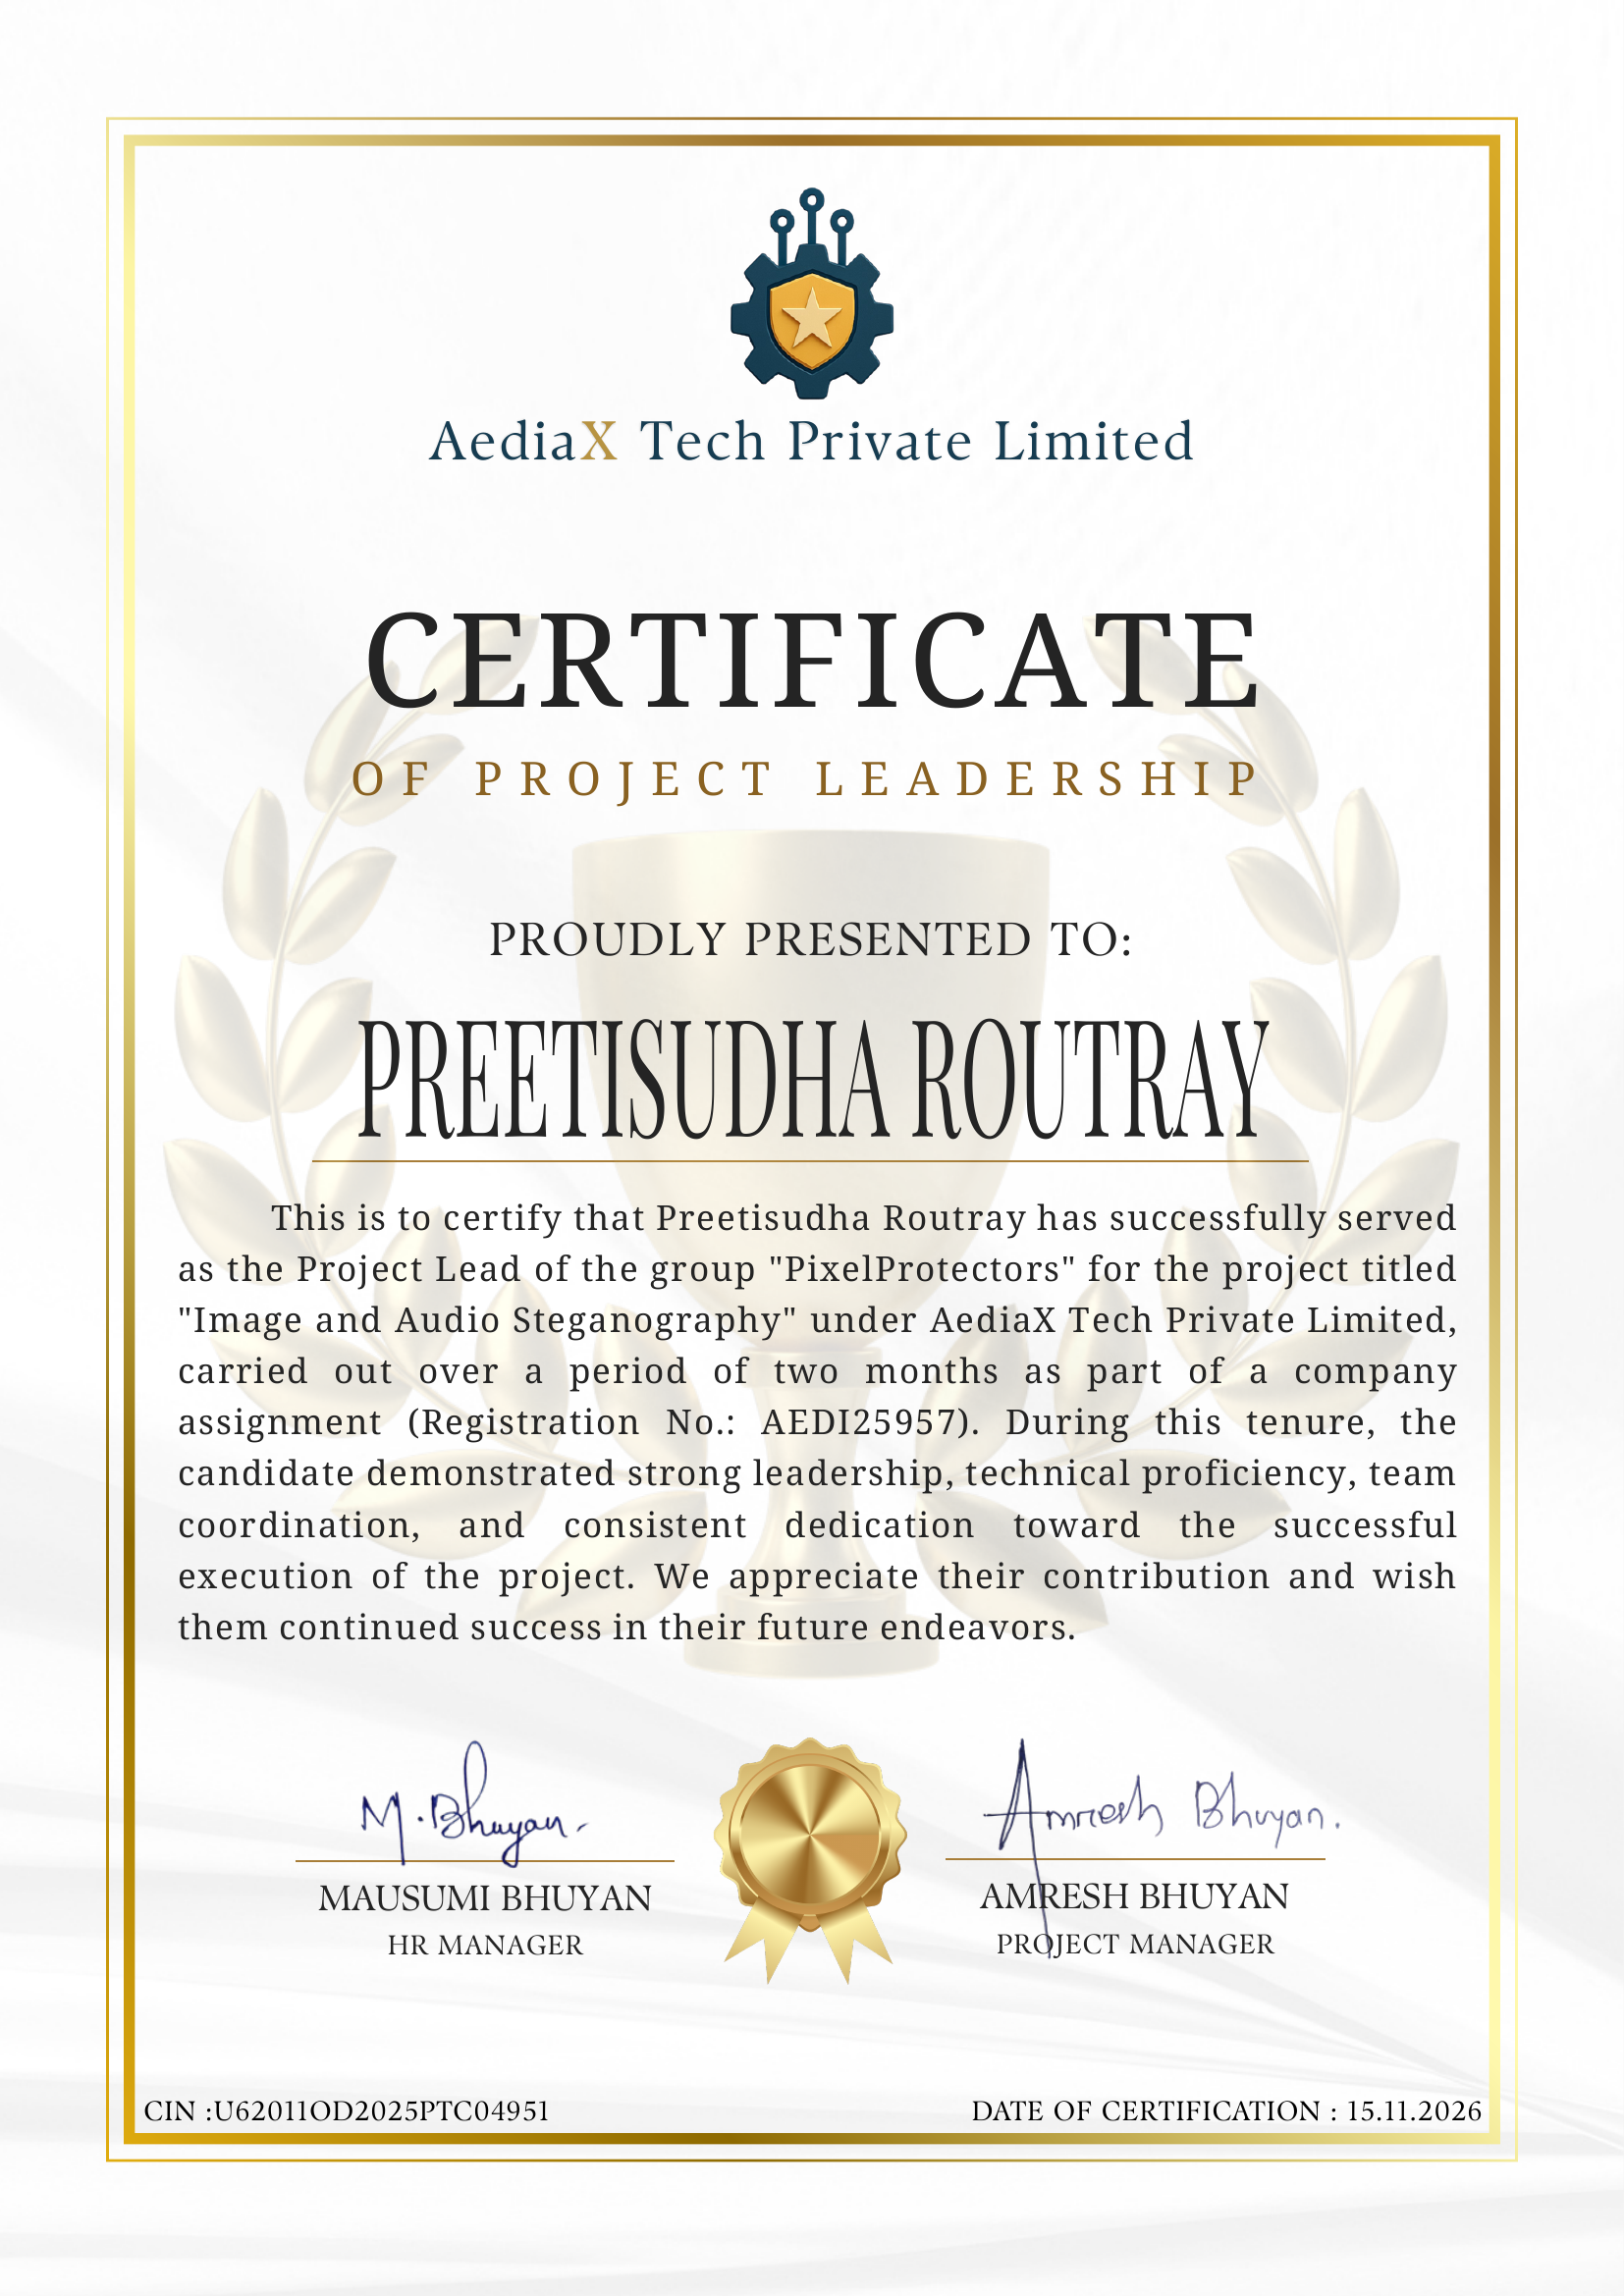 AediaX Tech Private Limited
CERTIFICATE
OF PROJECT LEADERSHIP
PROUDLY PRESENTED TO:
PREETISUDHA ROUTRAY
This is to certify that Preetisudha Routray has successfully served
as the Project Lead of the group "PixelProtectors" for the project titled
"Image and Audio Steganography" under AediaX Tech Private Limited,
carried out over a period of two months as part of a company
assignment (Registration No.: AEDI25957). During this tenure, the
candidate demonstrated strong leadership, technical proficiency, team
coordination, and consistent dedication toward the successful
execution of the project. We appreciate their contribution and wish
them continued success in their future endeavors.
M. Bhuyan.
Amresh Bhuyan.
MAUSUMI BHUYAN
HR MANAGER
AMRESH BHUYAN
PROJECT MANAGER
CIN :U62011OD2025PTC04951
DATE OF CERTIFICATION : 15.11.2026